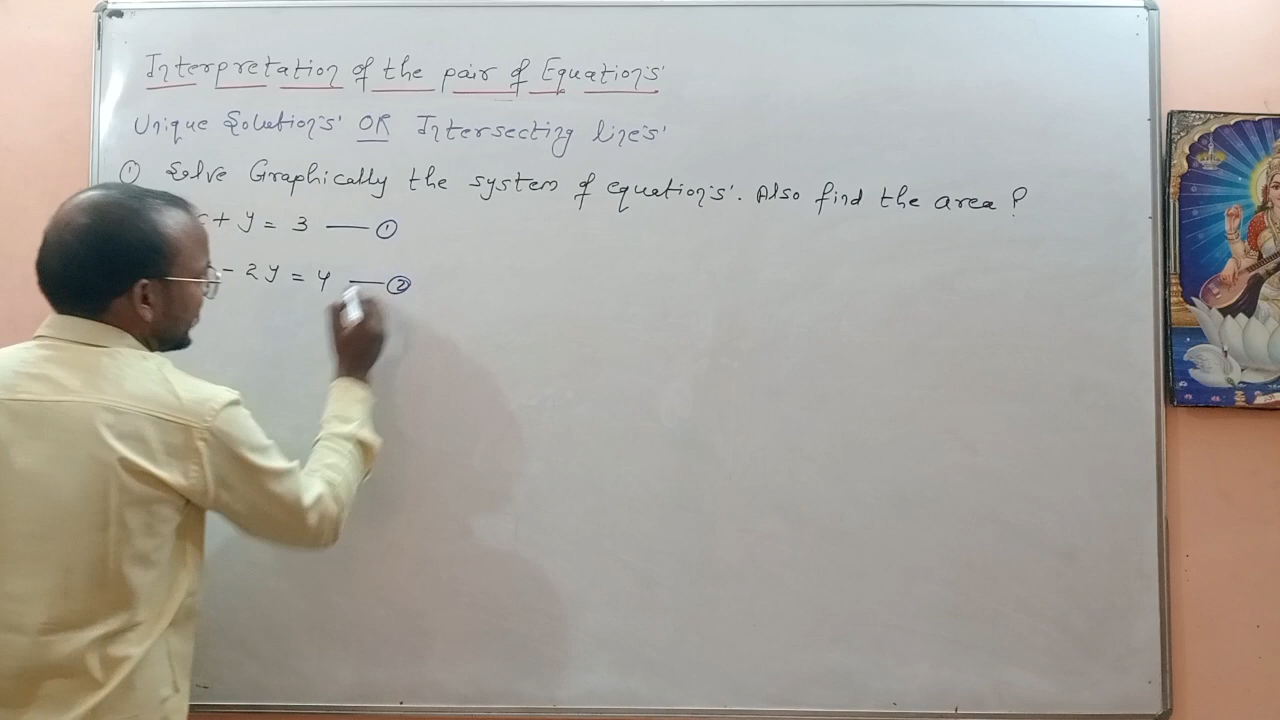 Interpretation of the pair of Equations'
Unique Solutions' OR Intersecting lines'
① Solve Graphically the system of equations'. Also find the area ?
+ y = 3 —— ①
- 2y = 4 —— ②